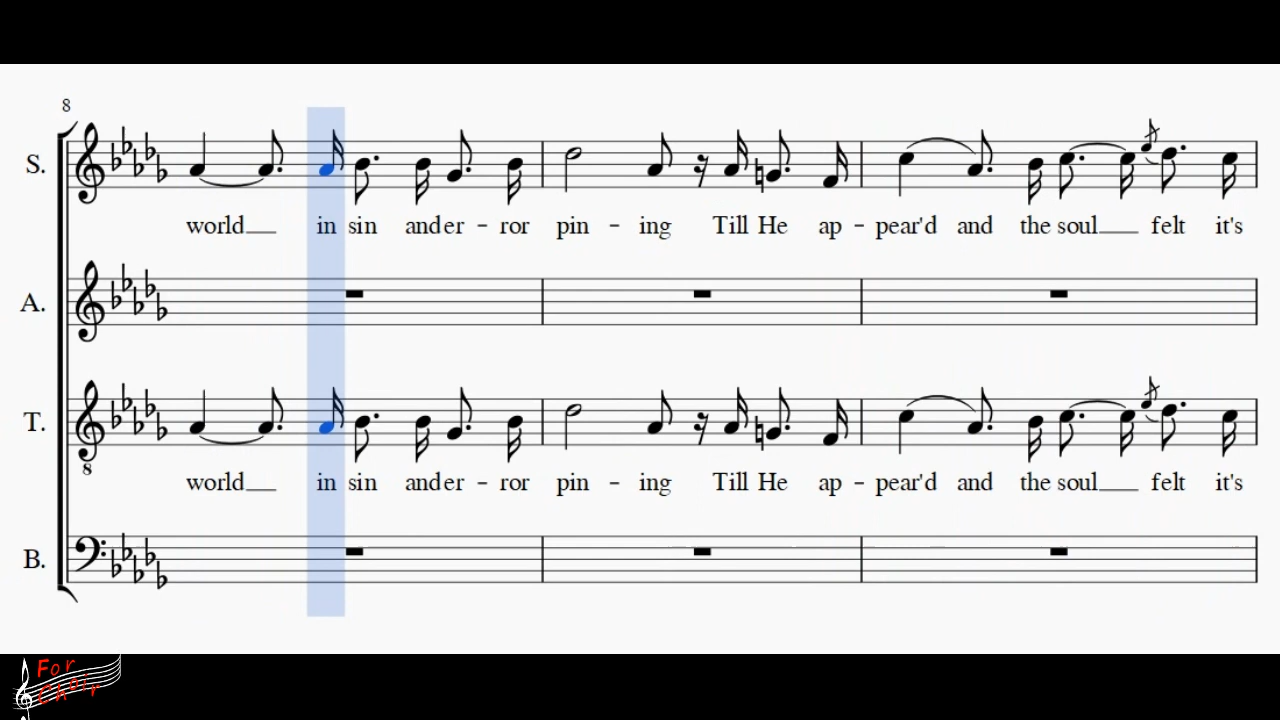 8
S.
world in sin and er - ror pin - ing Till He ap - pear'd and the soul felt it's
A.
T.
8
world in sin and er - ror pin - ing Till He ap - pear'd and the soul felt it's
B.
For
Choir